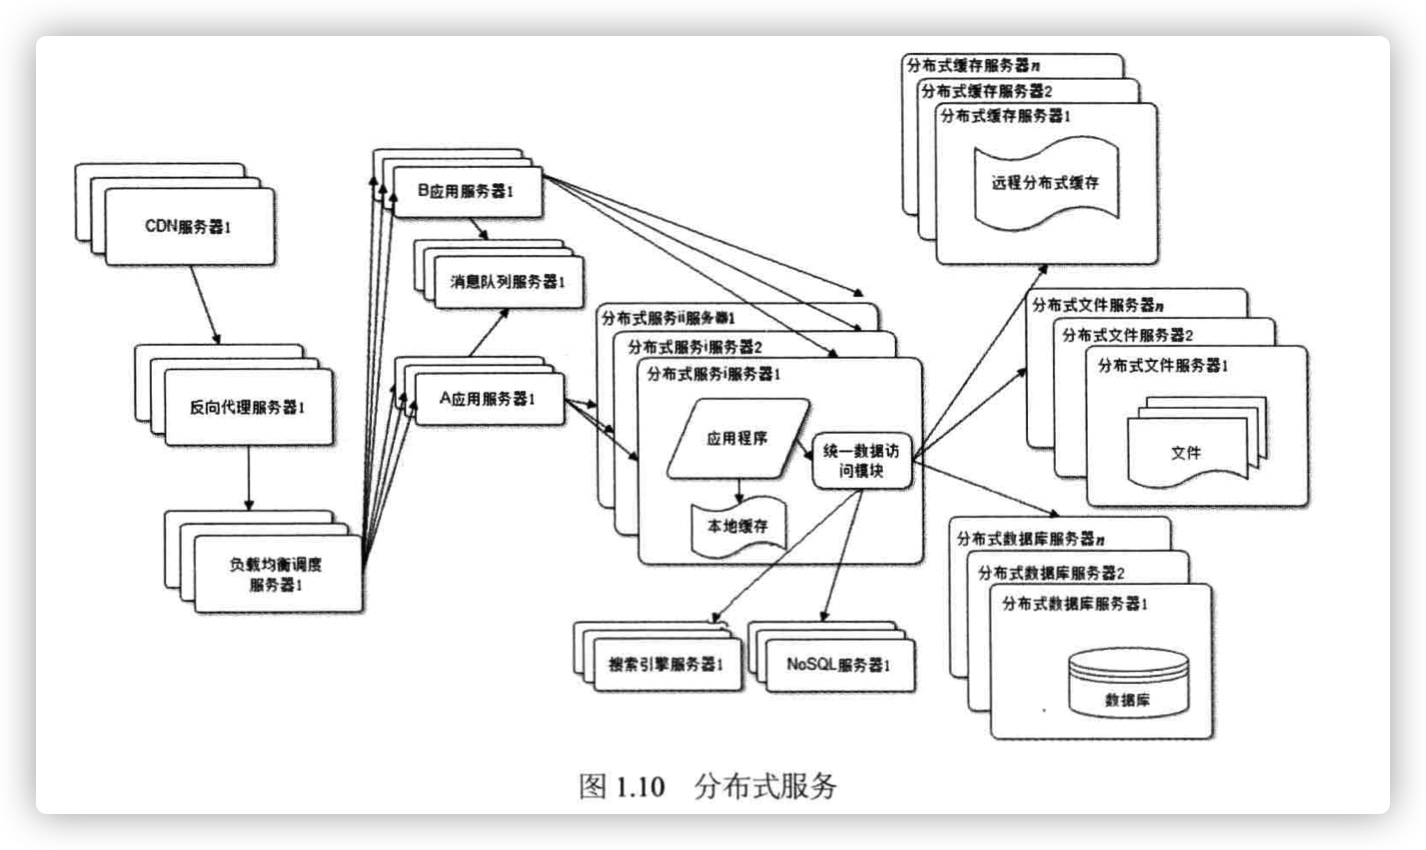 CDN服务器1
反向代理服务器1
负载均衡调度
服务器1
B应用服务器1
消息队列服务器1
A应用服务器1
分布式服务ii服务器1
分布式服务i服务器2
分布式服务i服务器1
应用程序
统一数据访
问模块
本地缓存
搜索引擎服务器1
NoSQL服务器1
分布式缓存服务器n
分布式缓存服务器2
分布式缓存服务器1
远程分布式缓存
分布式文件服务器n
分布式文件服务器2
分布式文件服务器1
文件
分布式数据库服务器n
分布式数据库服务器2
分布式数据库服务器1
数据库
图 1.10 分布式服务